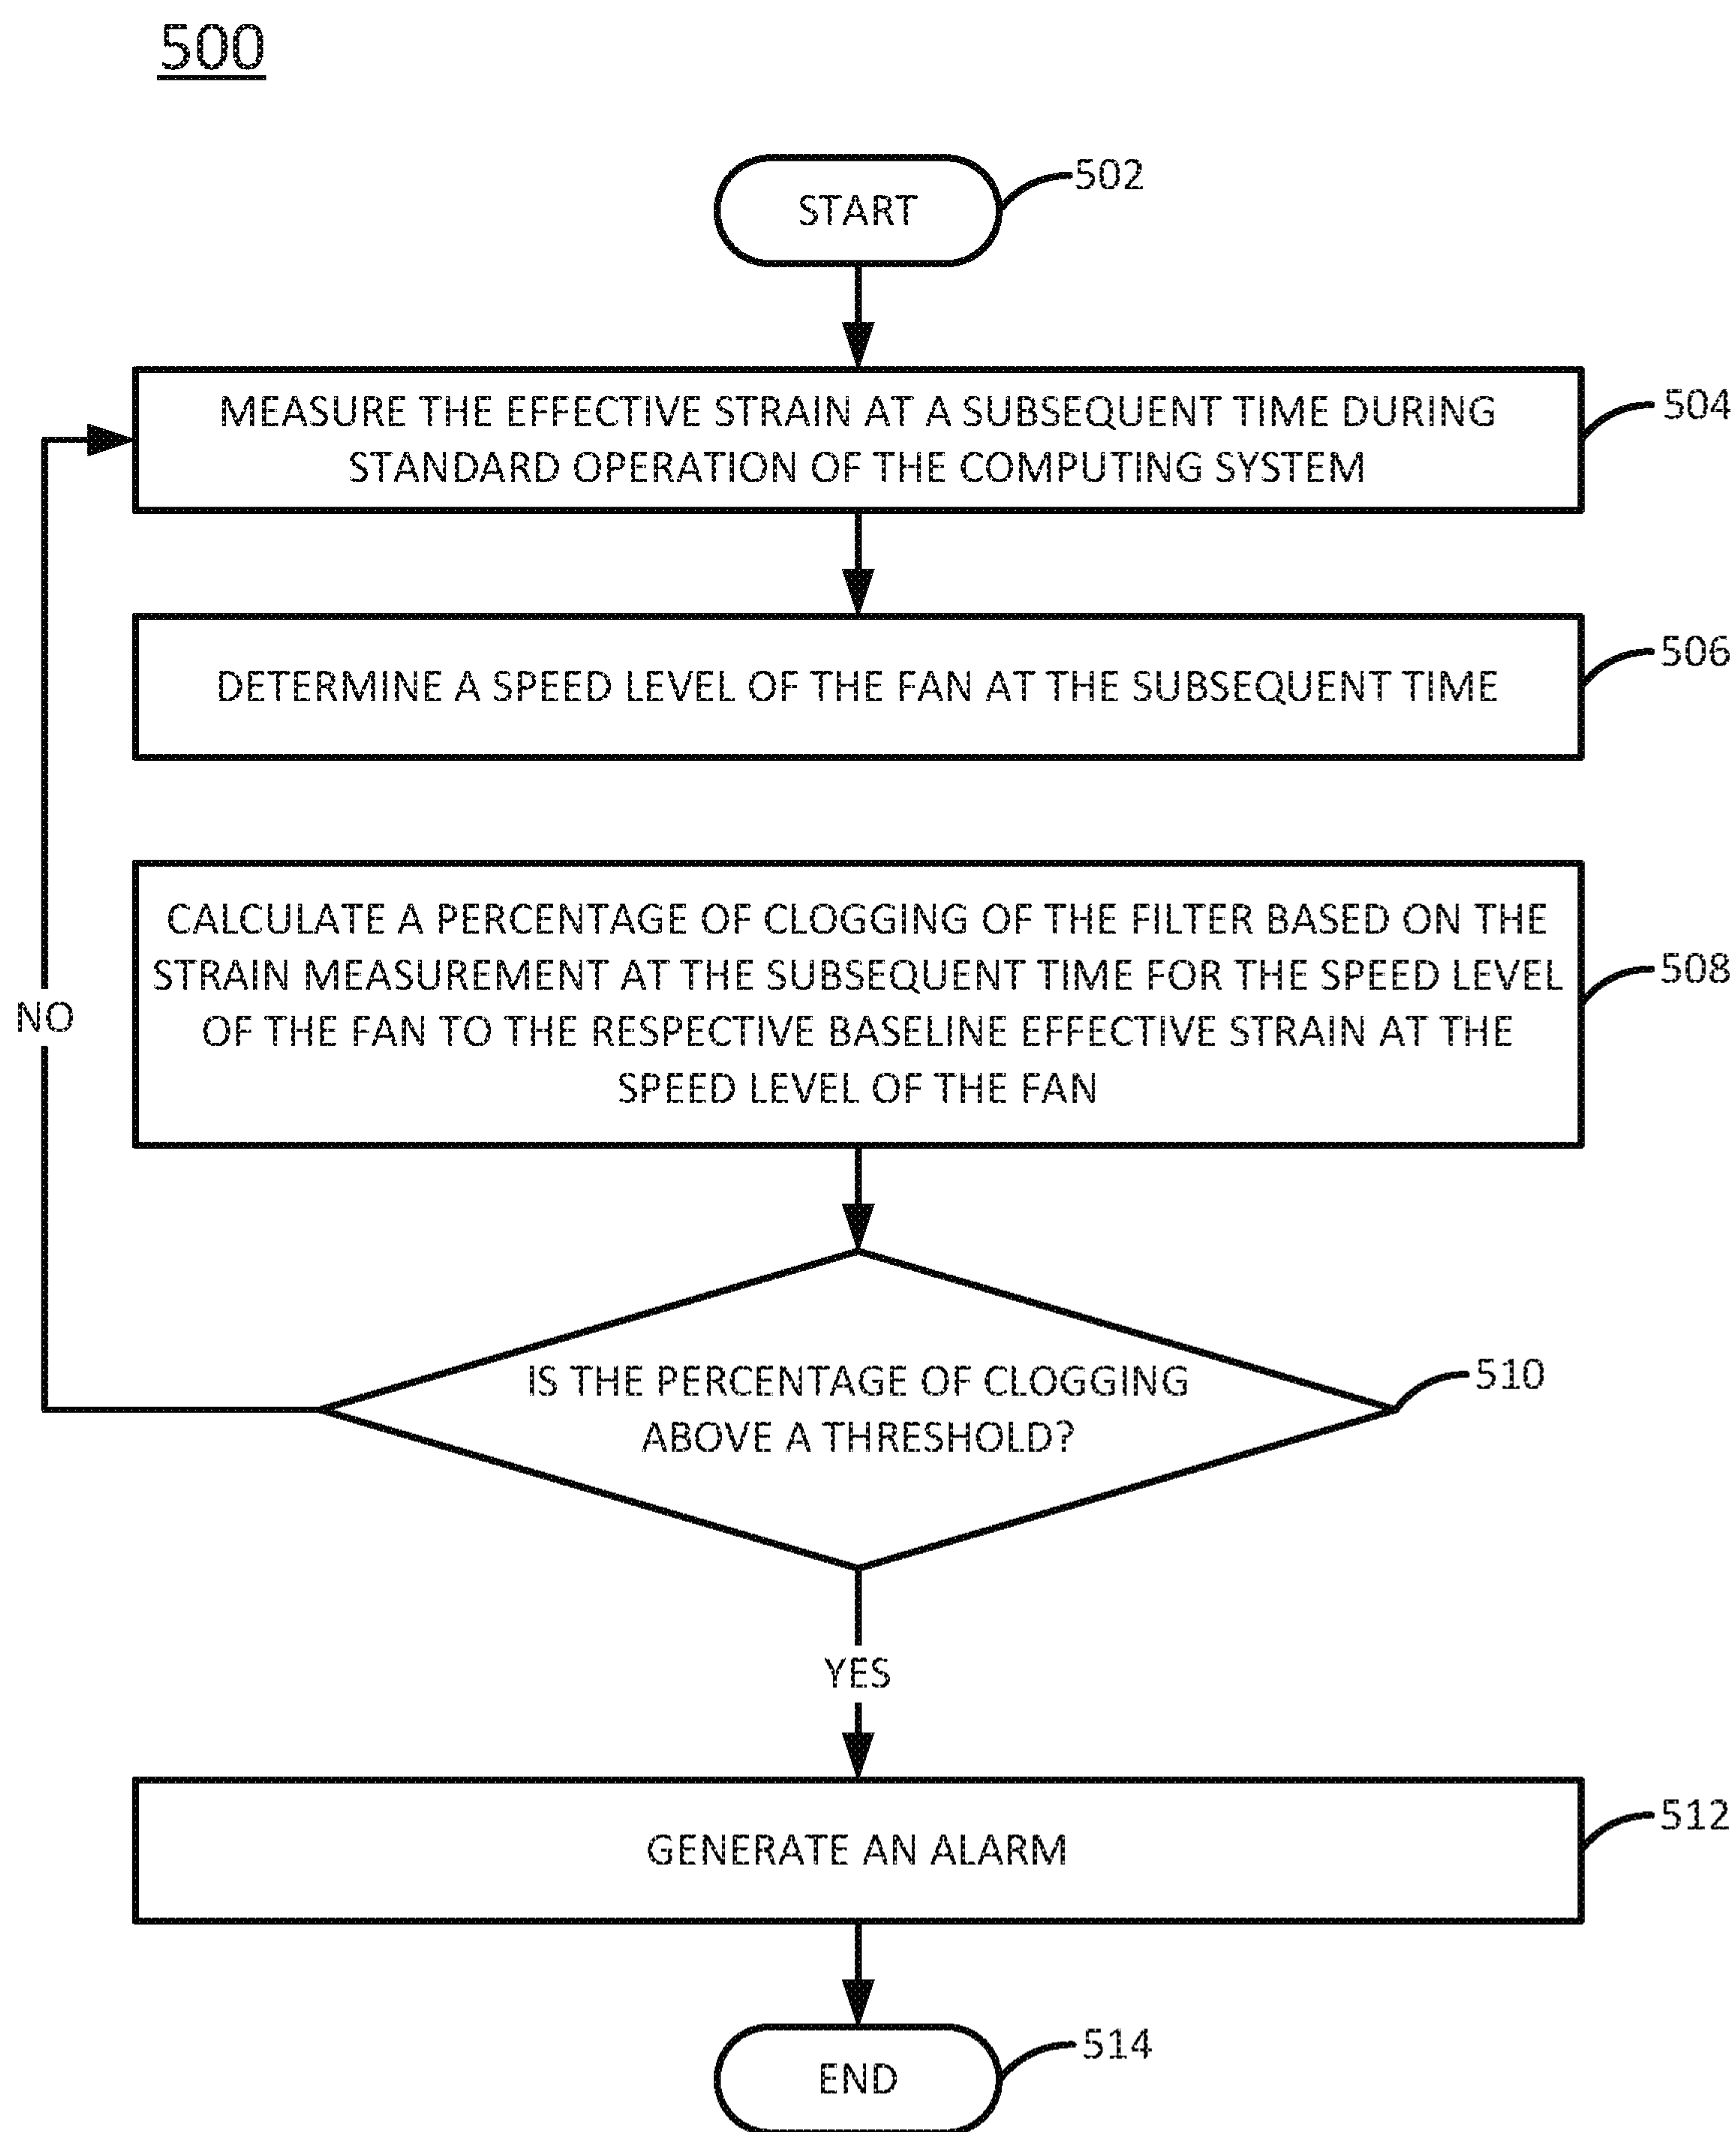 500
START
502
MEASURE THE EFFECTIVE STRAIN AT A SUBSEQUENT TIME DURING
STANDARD OPERATION OF THE COMPUTING SYSTEM
504
DETERMINE A SPEED LEVEL OF THE FAN AT THE SUBSEQUENT TIME
506
CALCULATE A PERCENTAGE OF CLOGGING OF THE FILTER BASED ON THE
STRAIN MEASUREMENT AT THE SUBSEQUENT TIME FOR THE SPEED LEVEL
OF THE FAN TO THE RESPECTIVE BASELINE EFFECTIVE STRAIN AT THE
SPEED LEVEL OF THE FAN
508
NO
IS THE PERCENTAGE OF CLOGGING
ABOVE A THRESHOLD?
510
YES
GENERATE AN ALARM
512
END
514